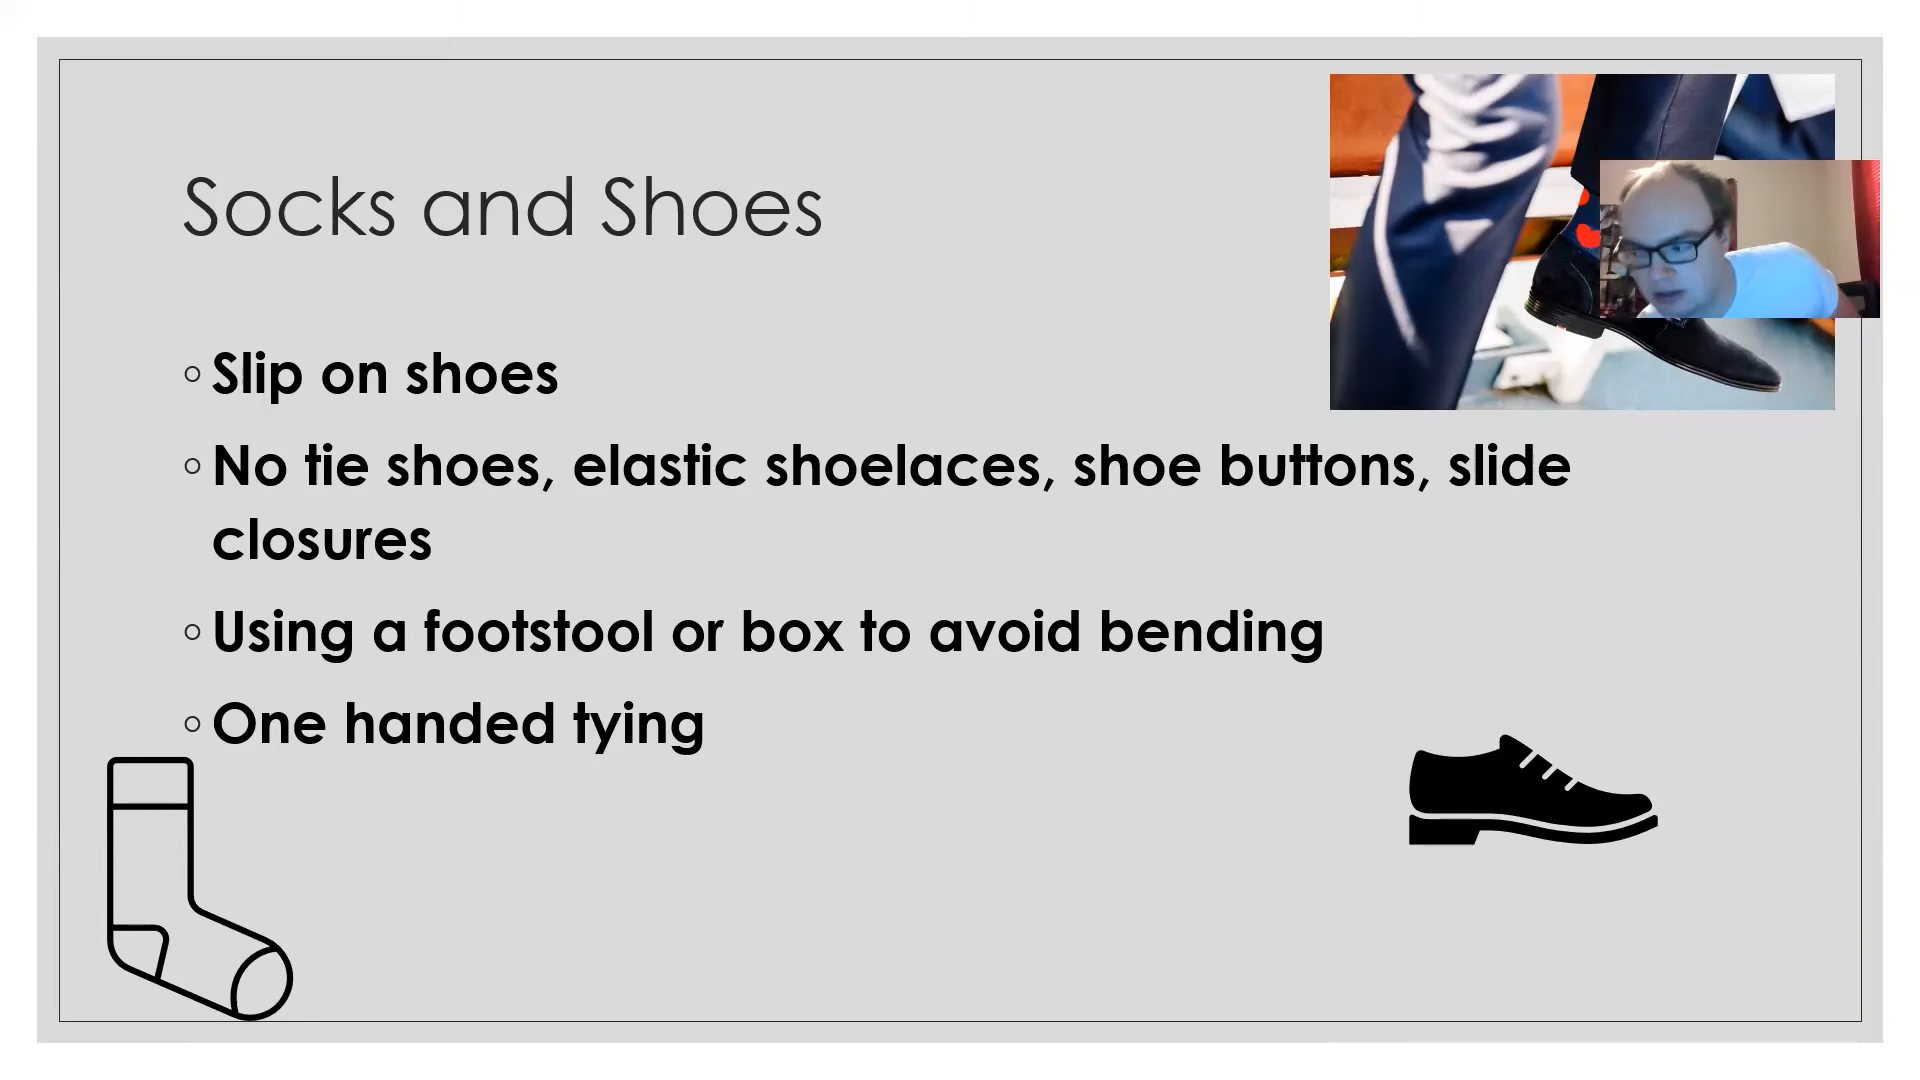 Socks and Shoes
Slip on shoes
No tie shoes, elastic shoelaces, shoe buttons, slide
closures
Using a footstool or box to avoid bending
One handed tying